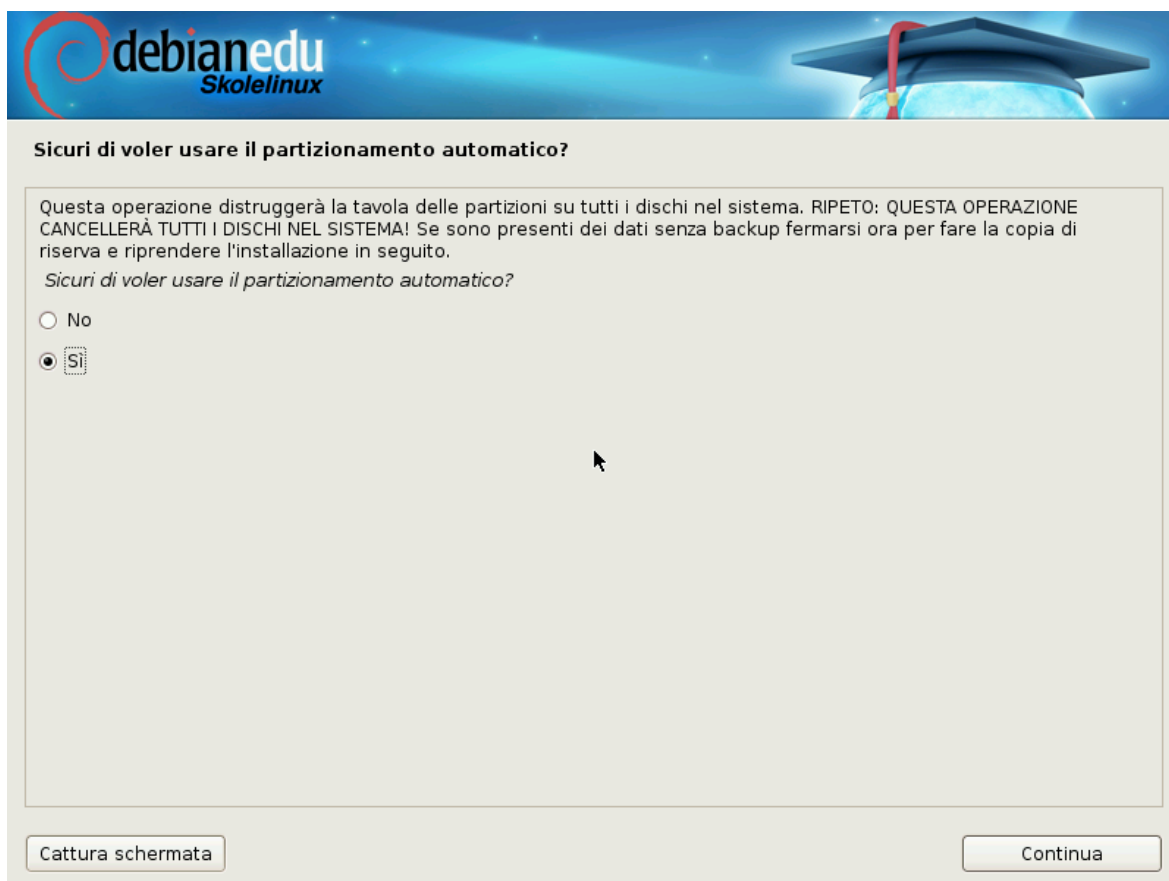 debianedu
Skolelinux
Sicuri di voler usare il partizionamento automatico?
Questa operazione distruggerà la tavola delle partizioni su tutti i dischi nel sistema. RIPETO: QUESTA OPERAZIONE
CANCELLERÀ TUTTI I DISCHI NEL SISTEMA! Se sono presenti dei dati senza backup fermarsi ora per fare la copia di
riserva e riprendere l'installazione in seguito.
Sicuri di voler usare il partizionamento automatico?
No
Sì
Cattura schermata
Continua